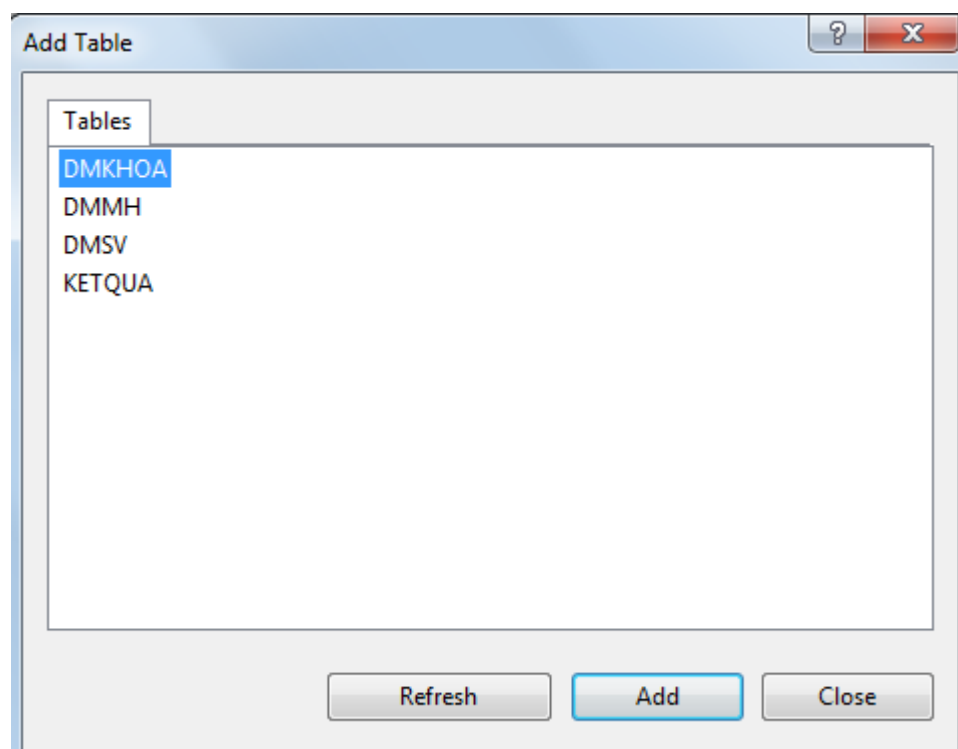 Add Table
?
x
Tables
DMKHOA
DMMH
DMSV
KETQUA
Refresh Add Close